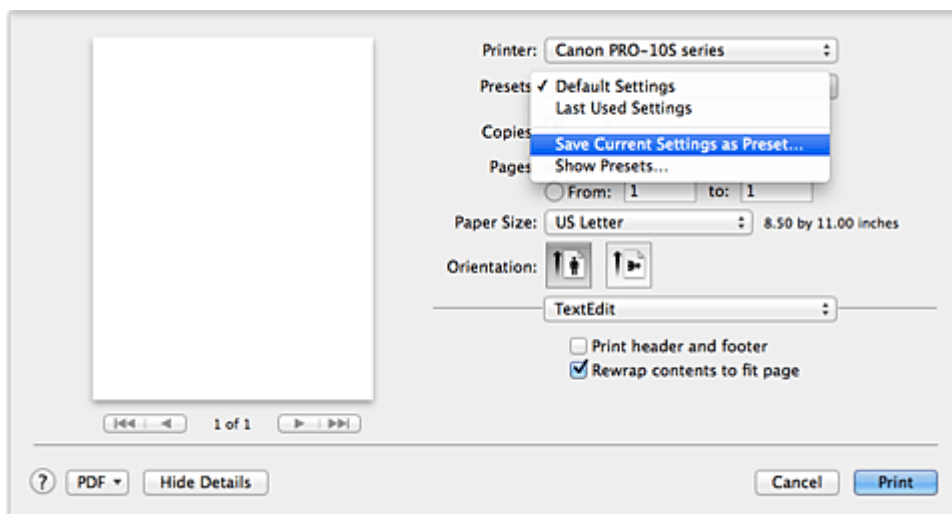 Printer: Canon PRO-10S series
Presets ✓ Default Settings
Last Used Settings
Copies
Save Current Settings as Preset...
Pages Show Presets...
From: 1 to: 1
Paper Size: US Letter 8.50 by 11.00 inches
Orientation:
TextEdit
Print header and footer
Rewrap contents to fit page
1 of 1
? PDF Hide Details Cancel Print